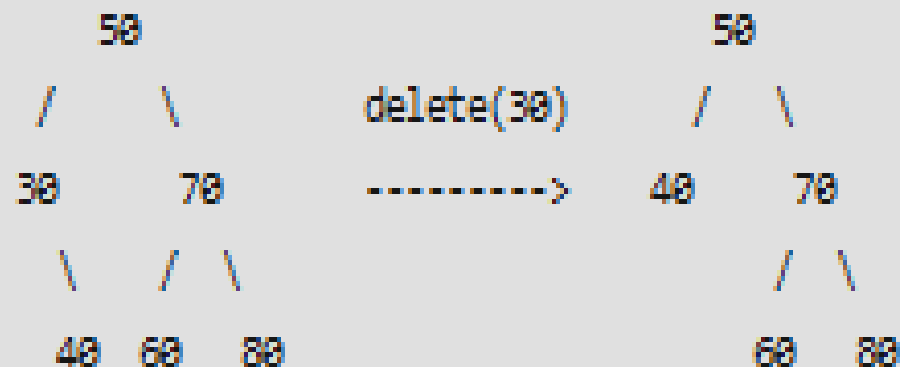 50 50
/ \ delete(30) / \
30 70 ---------> 40 70
\ / \ / \
40 60 80 60 80